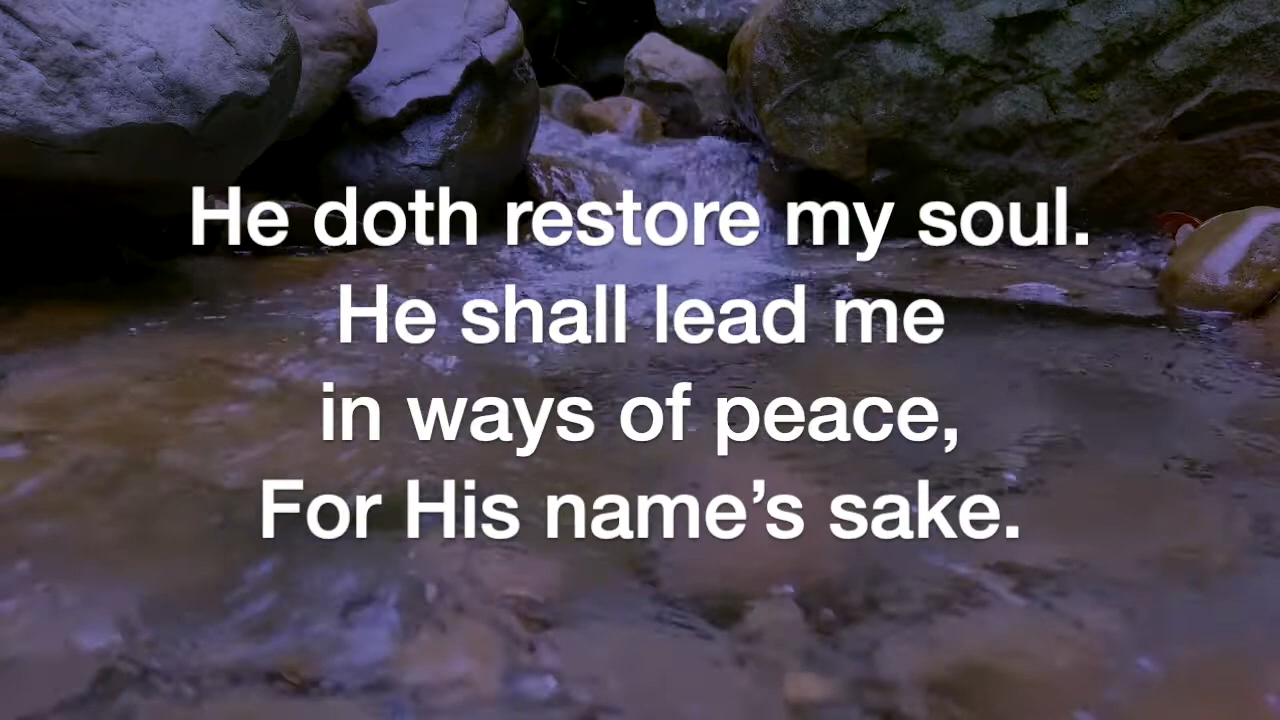 He doth restore my soul.
He shall lead me
in ways of peace,
For His name’s sake.